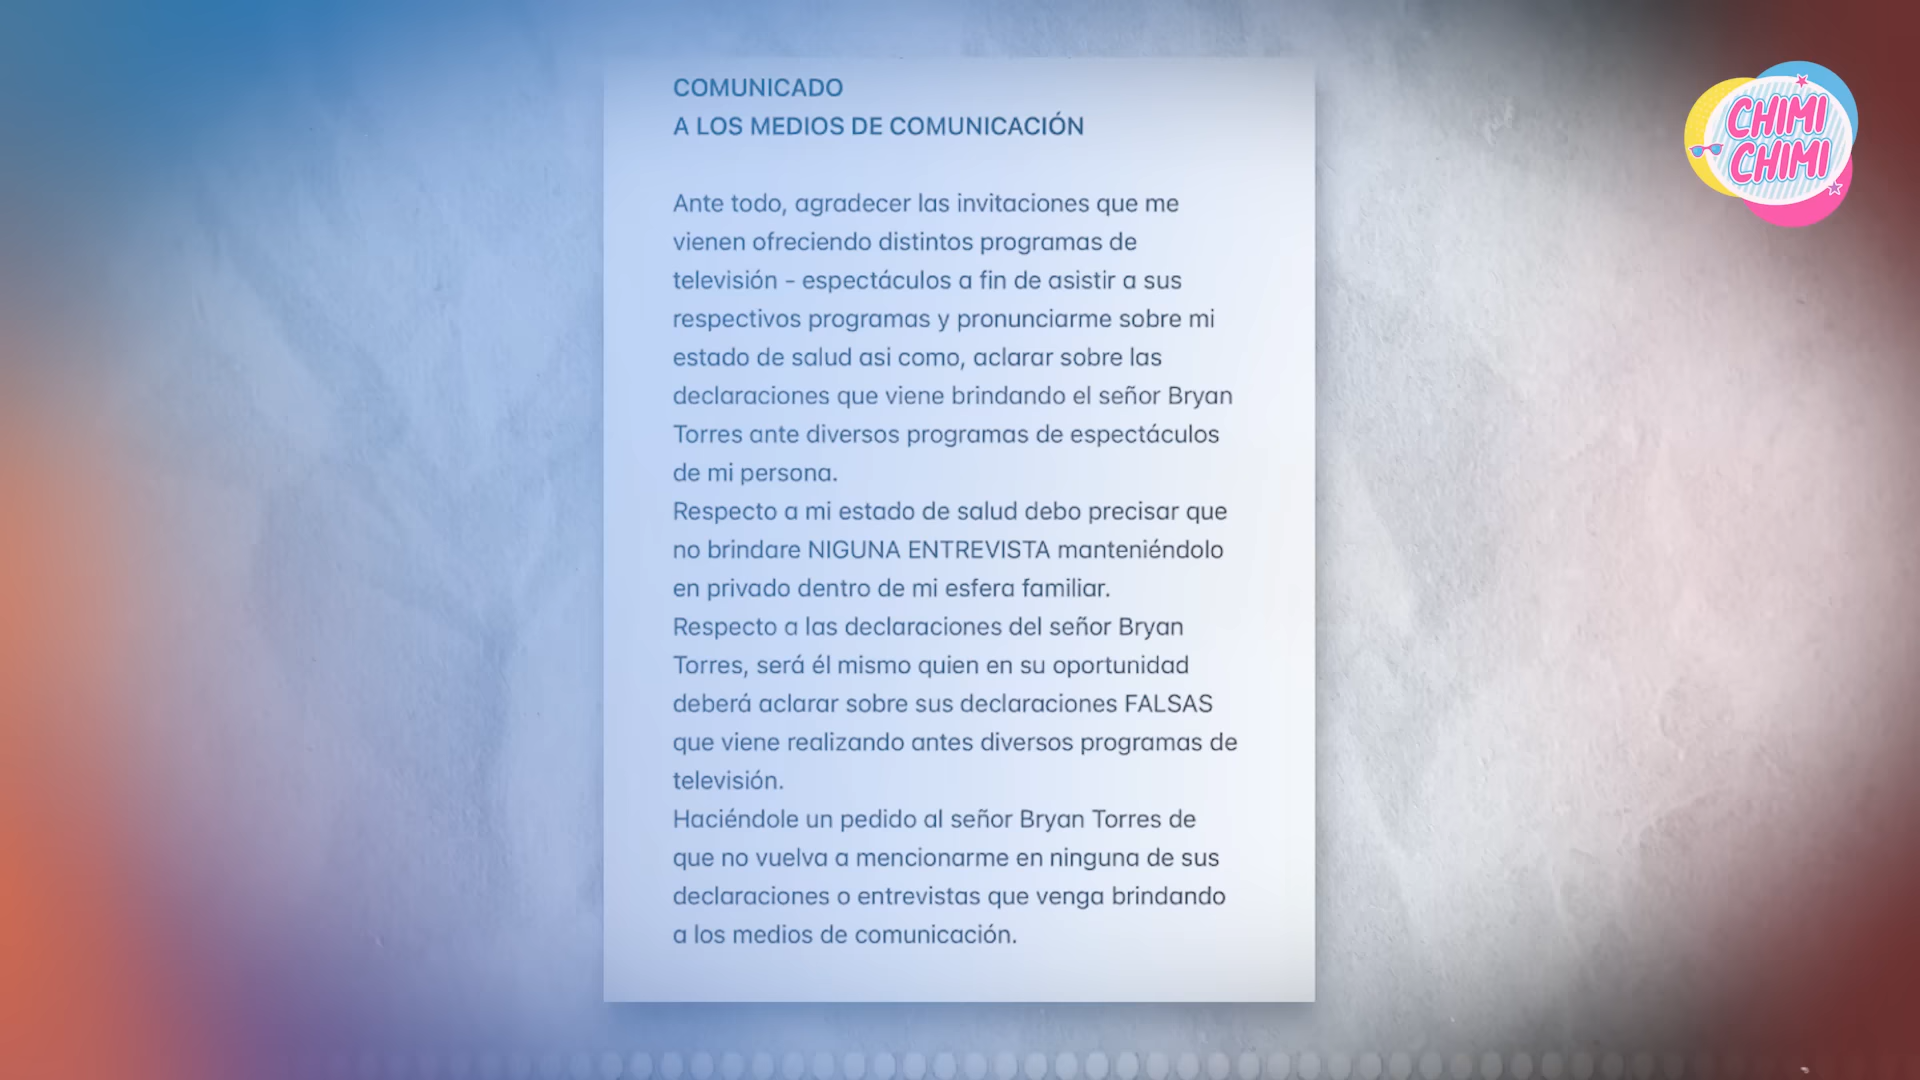 COMUNICADO
A LOS MEDIOS DE COMUNICACIÓN
Ante todo, agradecer las invitaciones que me
vienen ofreciendo distintos programas de
televisión - espectáculos a fin de asistir a sus
respectivos programas y pronunciarme sobre mi
estado de salud asi como, aclarar sobre las
declaraciones que viene brindando el señor Bryan
Torres ante diversos programas de espectáculos
de mi persona.
Respecto a mi estado de salud debo precisar que
no brindare NIGUNA ENTREVISTA manteniéndolo
en privado dentro de mi esfera familiar.
Respecto a las declaraciones del señor Bryan
Torres, será él mismo quien en su oportunidad
deberá aclarar sobre sus declaraciones FALSAS
que viene realizando antes diversos programas de
televisión.
Haciéndole un pedido al señor Bryan Torres de
que no vuelva a mencionarme en ninguna de sus
declaraciones o entrevistas que venga brindando
a los medios de comunicación.
CHIMI
CHIMI